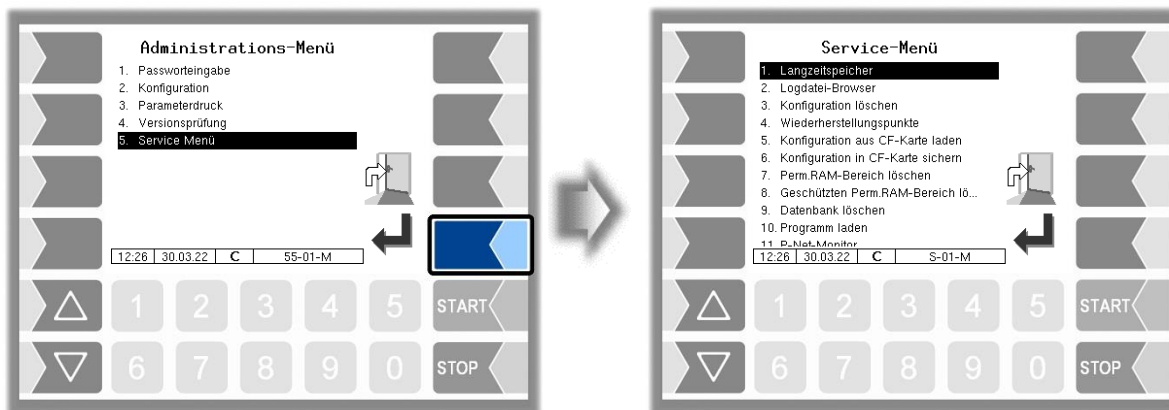 Administrations-Menü
1. Passworteingabe
2. Konfiguration
3. Parameterdruck
4. Versionsprüfung
5. Service Menü
12:26 30.03.22 C 55-01-M
1 2 3 4 5 START
6 7 8 9 0 STOP
Service-Menü
1. Langzeitspeicher
2. Logdatei-Browser
3. Konfiguration löschen
4. Wiederherstellungspunkte
5. Konfiguration aus CF-Karte laden
6. Konfiguration in CF-Karte sichern
7. Perm.RAM-Bereich löschen
8. Geschützten Perm.RAM-Bereich lö...
9. Datenbank löschen
10. Programm laden
11. P-Net-Monitor
12:26 30.03.22 C S-01-M
1 2 3 4 5 START
6 7 8 9 0 STOP